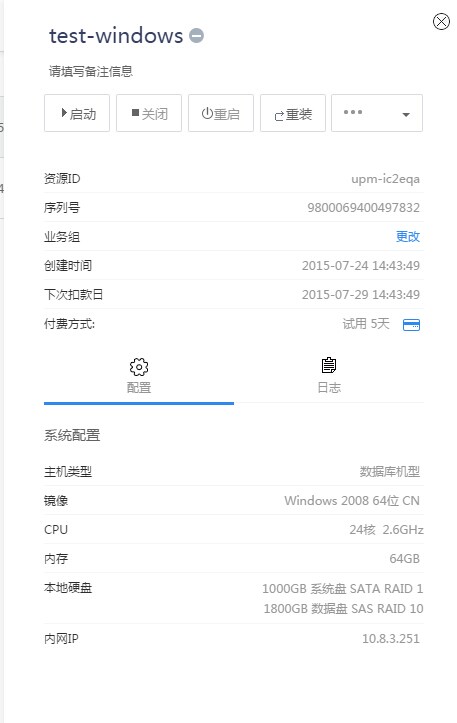 test-windows
请填写备注信息
启动 关闭 重启 重装
资源ID upm-ic2eqa
序列号 9800069400497832
业务组 更改
创建时间 2015-07-24 14:43:49
下次扣款日 2015-07-29 14:43:49
付费方式: 试用 5天
配置 日志
系统配置
主机类型 数据库机型
镜像 Windows 2008 64位 CN
CPU 24核 2.6GHz
内存 64GB
本地硬盘 1000GB 系统盘 SATA RAID 1
1800GB 数据盘 SAS RAID 10
内网IP 10.8.3.251